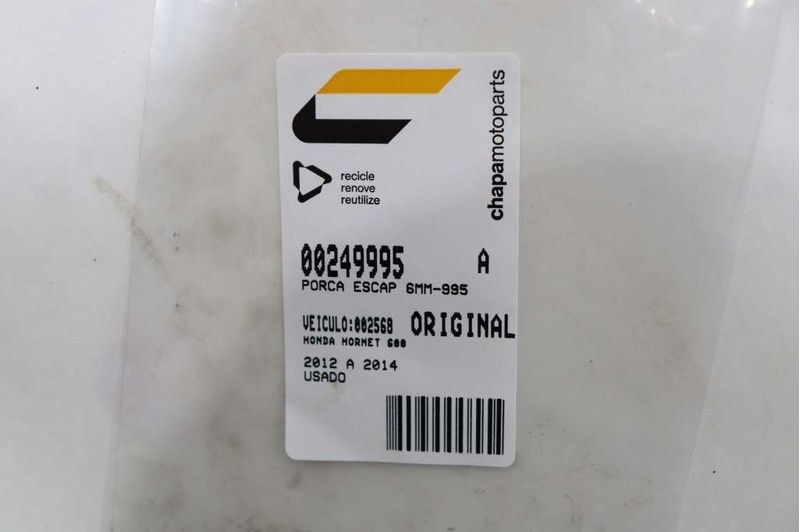 chapamotoparts
recicle
renove
reutilize
00249995 A
PORCA ESCAP 6MM-995
VEICULO:002568 ORIGINAL
HONDA HORNET 600
2012 A 2014
USADO